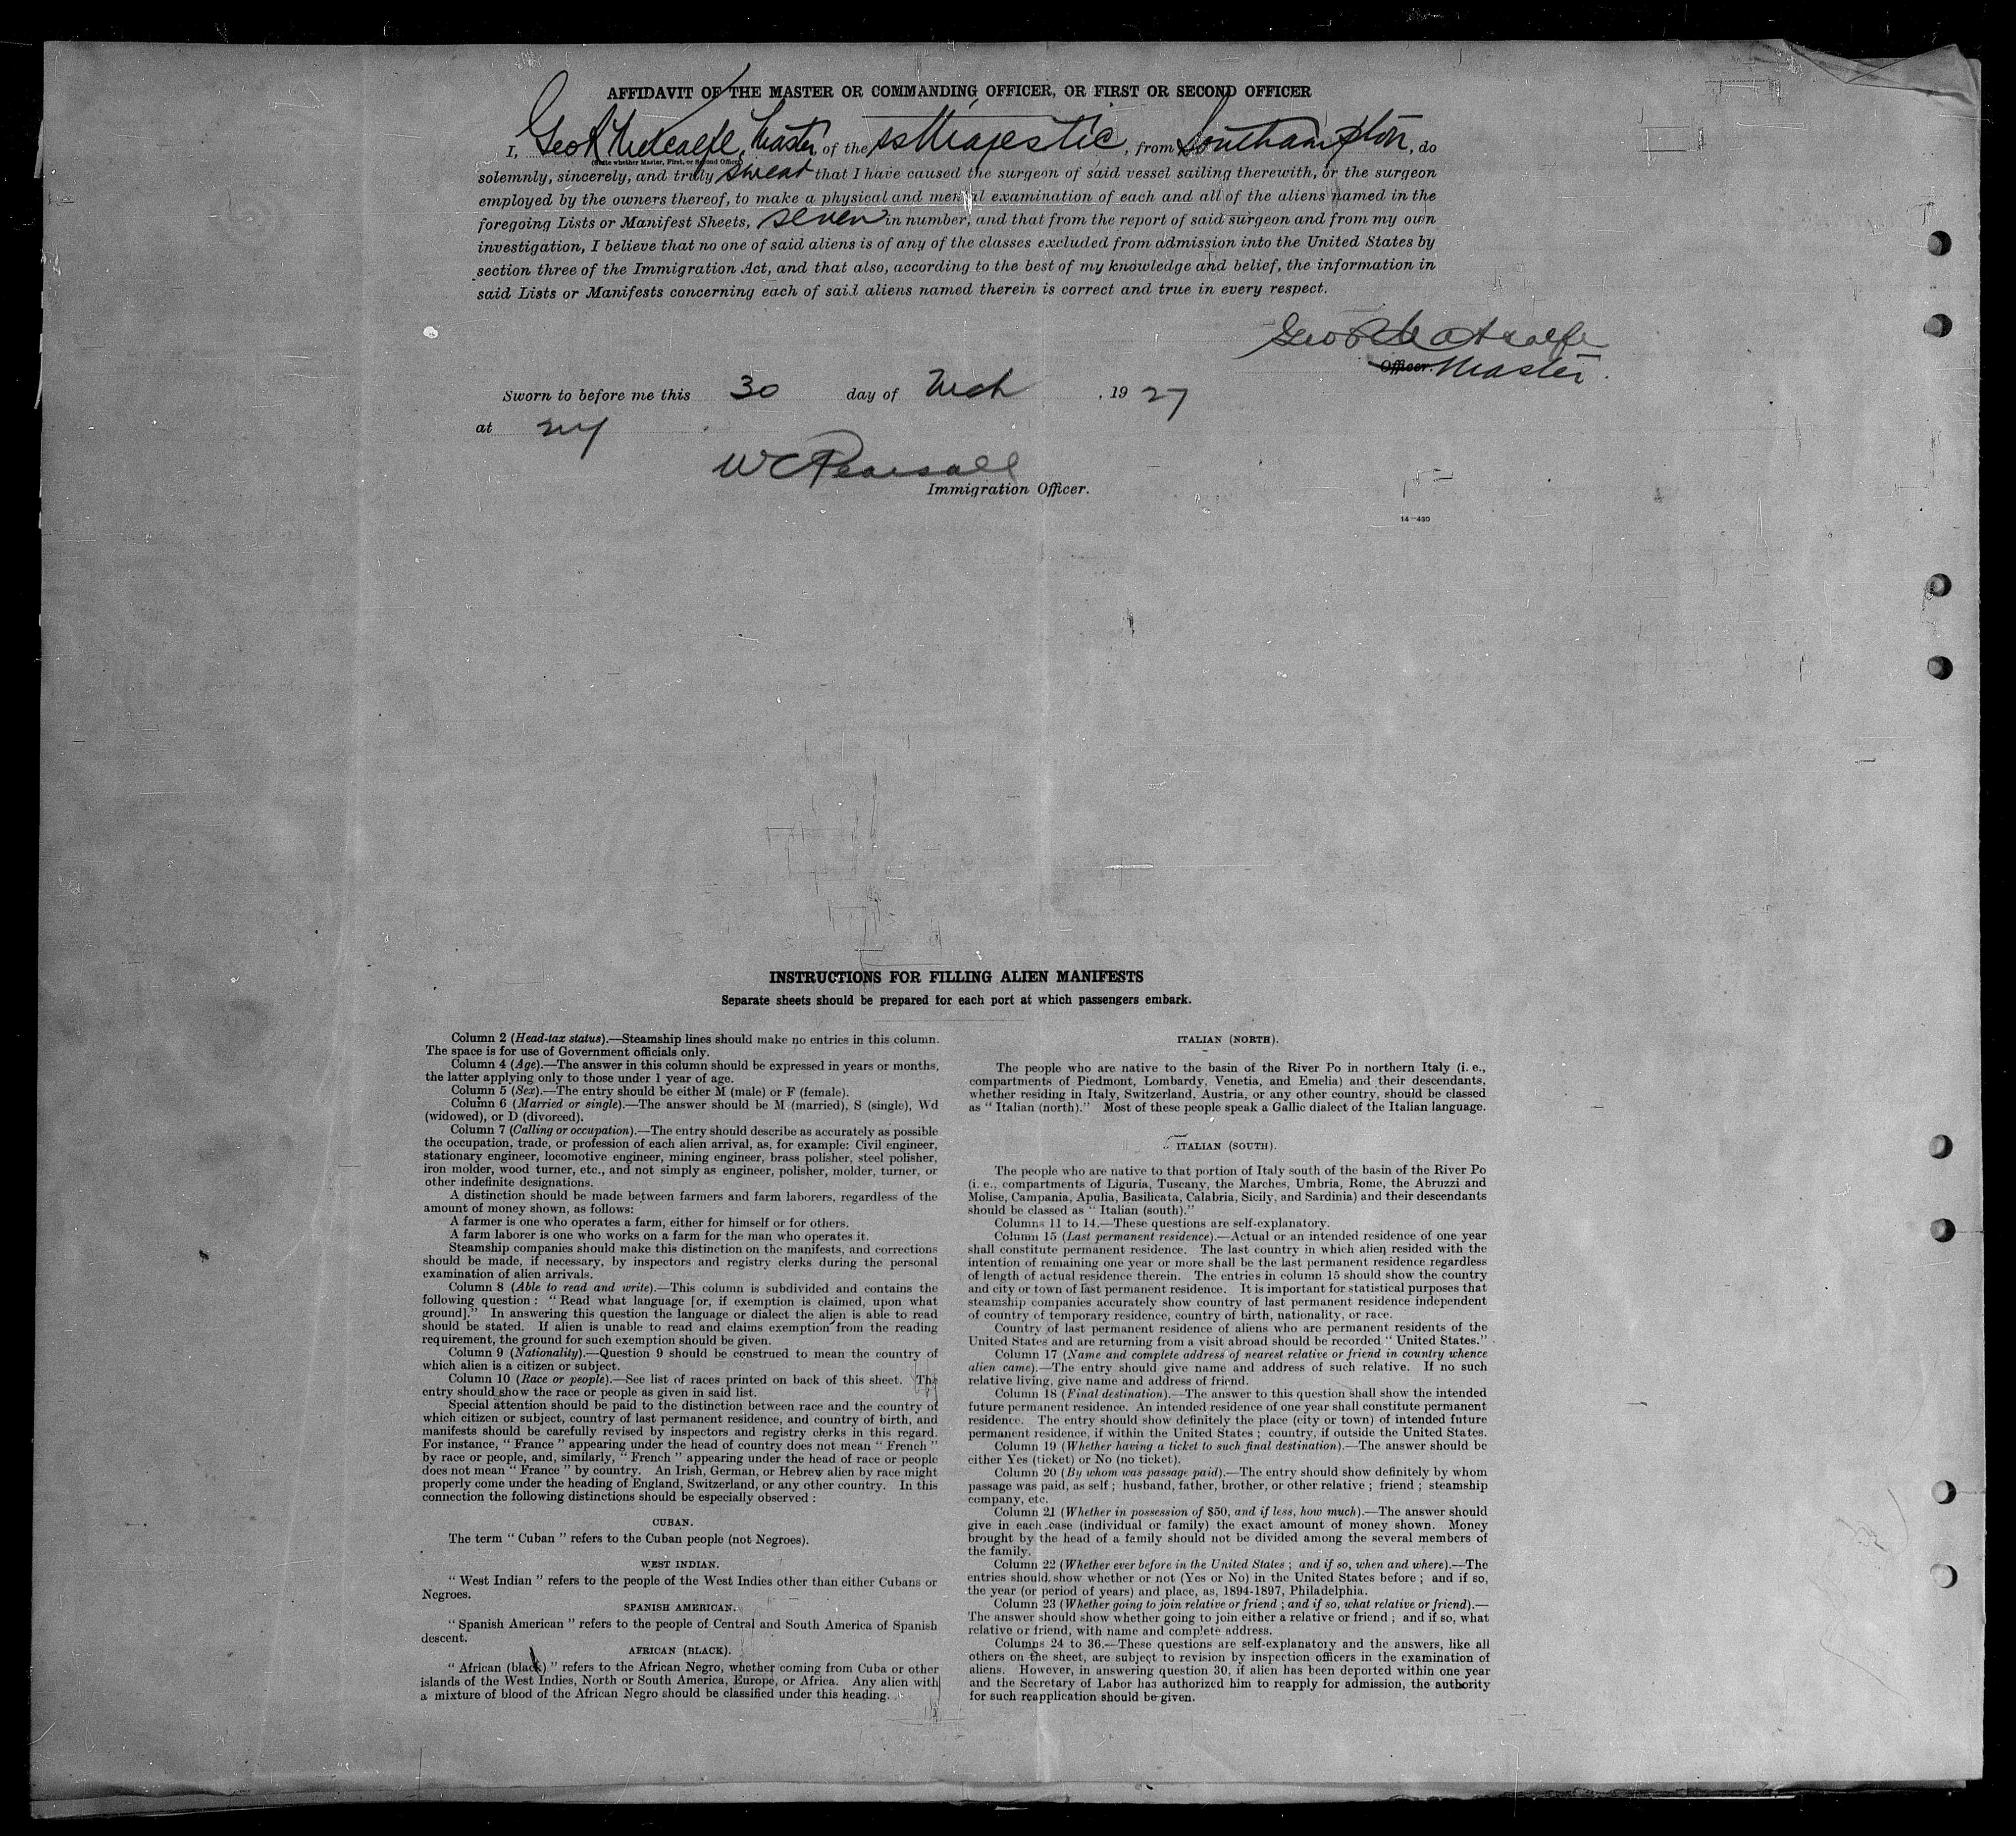 AFFIDAVIT OF THE MASTER OR COMMANDING OFFICER, OR FIRST OR SECOND OFFICER
I, Geo R Metcalfe, Master, of the ss Majestic, from Southampton, do
(State whether Master, First, or Second Officer)
solemnly, sincerely, and truly swear that I have caused the surgeon of said vessel sailing therewith, or the surgeon
employed by the owners thereof, to make a physical and mental examination of each and all of the aliens named in the
foregoing Lists or Manifest Sheets, seven in number, and that from the report of said surgeon and from my own
investigation, I believe that no one of said aliens is of any of the classes excluded from admission into the United States by
section three of the Immigration Act, and that also, according to the best of my knowledge and belief, the information in
said Lists or Manifests concerning each of said aliens named therein is correct and true in every respect.
Geo R Metcalfe
Officer. Master.
Sworn to before me this 30 day of Mch, 1927
at NY
W C Pearsall
Immigration Officer.
14-430
INSTRUCTIONS FOR FILLING ALIEN MANIFESTS
Separate sheets should be prepared for each port at which passengers embark.
Column 2 (Head-tax status).—Steamship lines should make no entries in this column.
The space is for use of Government officials only.
Column 4 (Age).—The answer in this column should be expressed in years or months,
the latter applying only to those under 1 year of age.
Column 5 (Sex).—The entry should be either M (male) or F (female).
Column 6 (Married or single).—The answer should be M (married), S (single), Wd
(widowed), or D (divorced).
Column 7 (Calling or occupation).—The entry should describe as accurately as possible
the occupation, trade, or profession of each alien arrival, as, for example: Civil engineer,
stationary engineer, locomotive engineer, mining engineer, brass polisher, steel polisher,
iron molder, wood turner, etc., and not simply as engineer, polisher, molder, turner, or
other indefinite designations.
A distinction should be made between farmers and farm laborers, regardless of the
amount of money shown, as follows:
A farmer is one who operates a farm, either for himself or for others.
A farm laborer is one who works on a farm for the man who operates it.
Steamship companies should make this distinction on the manifests, and corrections
should be made, if necessary, by inspectors and registry clerks during the personal
examination of alien arrivals.
Column 8 (Able to read and write).—This column is subdivided and contains the
following question: "Read what language [or, if exemption is claimed, upon what
ground]." In answering this question the language or dialect the alien is able to read
should be stated. If alien is unable to read and claims exemption from the reading
requirement, the ground for such exemption should be given.
Column 9 (Nationality).—Question 9 should be construed to mean the country of
which alien is a citizen or subject.
Column 10 (Race or people).—See list of races printed on back of this sheet. The
entry should show the race or people as given in said list.
Special attention should be paid to the distinction between race and the country of
which citizen or subject, country of last permanent residence, and country of birth, and
manifests should be carefully revised by inspectors and registry clerks in this regard.
For instance, "France" appearing under the head of country does not mean "French"
by race or people, and, similarly, "French" appearing under the head of race or people
does not mean "France" by country. An Irish, German, or Hebrew alien by race might
properly come under the heading of England, Switzerland, or any other country. In this
connection the following distinctions should be especially observed:
CUBAN.
The term "Cuban" refers to the Cuban people (not Negroes).
WEST INDIAN.
"West Indian" refers to the people of the West Indies other than either Cubans or
Negroes.
SPANISH AMERICAN.
"Spanish American" refers to the people of Central and South America of Spanish
descent.
AFRICAN (BLACK).
"African (black)" refers to the African Negro, whether coming from Cuba or other
islands of the West Indies, North or South America, Europe, or Africa. Any alien with
a mixture of blood of the African Negro should be classified under this heading.
ITALIAN (NORTH).
The people who are native to the basin of the River Po in northern Italy (i. e.,
compartments of Piedmont, Lombardy, Venetia, and Emelia) and their descendants,
whether residing in Italy, Switzerland, Austria, or any other country, should be classed
as "Italian (north)." Most of these people speak a Gallic dialect of the Italian language.
ITALIAN (SOUTH).
The people who are native to that portion of Italy south of the basin of the River Po
(i. e., compartments of Liguria, Tuscany, the Marches, Umbria, Rome, the Abruzzi and
Molise, Campania, Apulia, Basilicata, Calabria, Sicily, and Sardinia) and their descendants
should be classed as "Italian (south)."
Columns 11 to 14.—These questions are self-explanatory.
Column 15 (Last permanent residence).—Actual or an intended residence of one year
shall constitute permanent residence. The last country in which alien resided with the
intention of remaining one year or more shall be the last permanent residence regardless
of length of actual residence therein. The entries in column 15 should show the country
and city or town of last permanent residence. It is important for statistical purposes that
steamship companies accurately show country of last permanent residence independent
of country of temporary residence, country of birth, nationality, or race.
Country of last permanent residence of aliens who are permanent residents of the
United States and are returning from a visit abroad should be recorded "United States."
Column 17 (Name and complete address of nearest relative or friend in country whence
alien came).—The entry should give name and address of such relative. If no such
relative living, give name and address of friend.
Column 18 (Final destination).—The answer to this question shall show the intended
future permanent residence. An intended residence of one year shall constitute permanent
residence. The entry should show definitely the place (city or town) of intended future
permanent residence, if within the United States; country, if outside the United States.
Column 19 (Whether having a ticket to such final destination).—The answer should be
either Yes (ticket) or No (no ticket).
Column 20 (By whom was passage paid).—The entry should show definitely by whom
passage was paid, as self; husband, father, brother, or other relative; friend; steamship
company, etc.
Column 21 (Whether in possession of $50, and if less, how much).—The answer should
give in each case (individual or family) the exact amount of money shown. Money
brought by the head of a family should not be divided among the several members of
the family.
Column 22 (Whether ever before in the United States; and if so, when and where).—The
entries should show whether or not (Yes or No) in the United States before; and if so,
the year (or period of years) and place, as, 1894-1897, Philadelphia.
Column 23 (Whether going to join relative or friend; and if so, what relative or friend).—
The answer should show whether going to join either a relative or friend; and if so, what
relative or friend, with name and complete address.
Columns 24 to 36.—These questions are self-explanatory and the answers, like all
others on the sheet, are subject to revision by inspection officers in the examination of
aliens. However, in answering question 30, if alien has been deported within one year
and the Secretary of Labor has authorized him to reapply for admission, the authority
for such reapplication should be given.